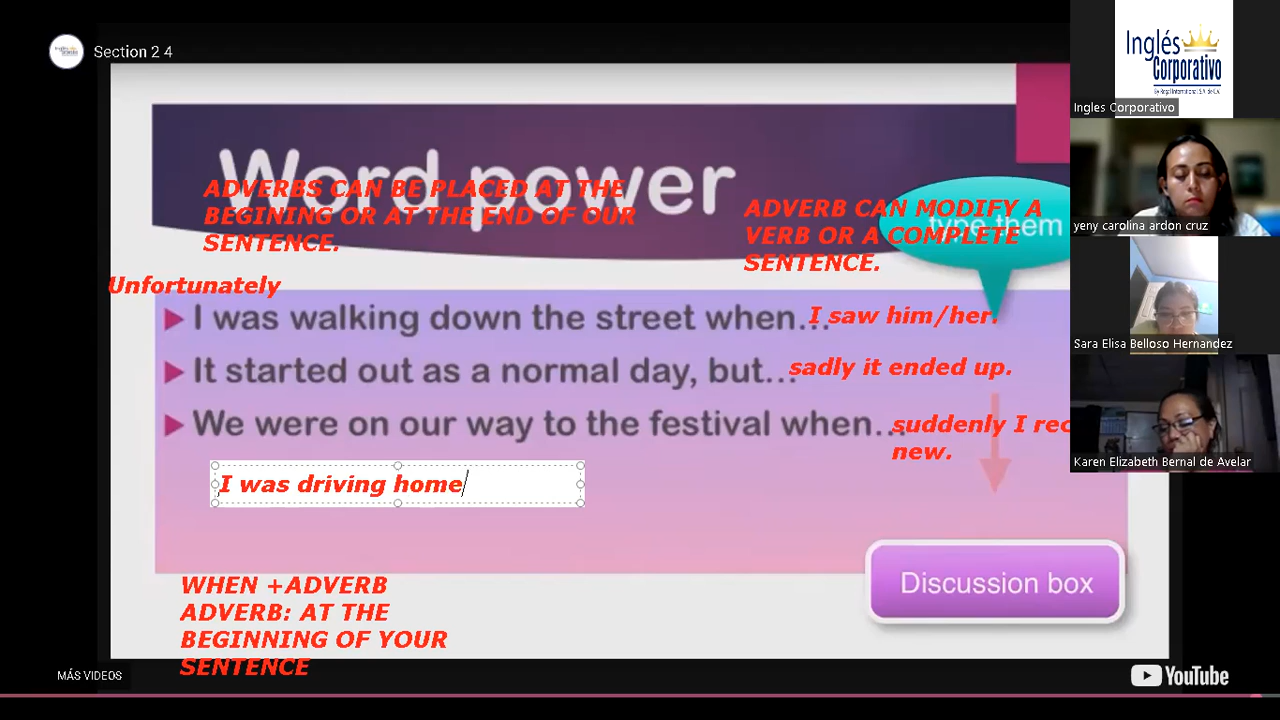 Section 2 4
Word power
ADVERBS CAN BE PLACED AT THE
BEGINING OR AT THE END OF OUR
SENTENCE.
type them
ADVERB CAN MODIFY A
VERB OR A COMPLETE
SENTENCE.
Unfortunately
I was walking down the street when... I saw him/her.
It started out as a normal day, but... sadly it ended up.
We were on our way to the festival when... suddenly I rec
new.
I was driving home
WHEN +ADVERB
ADVERB: AT THE
BEGINNING OF YOUR
SENTENCE
Discussion box
MÁS VIDEOS
YouTube
Inglés
Corporativo
Ingles Corporativo
yeny carolina ardon cruz
Sara Elisa Belloso Hernandez
Karen Elizabeth Bernal de Avelar